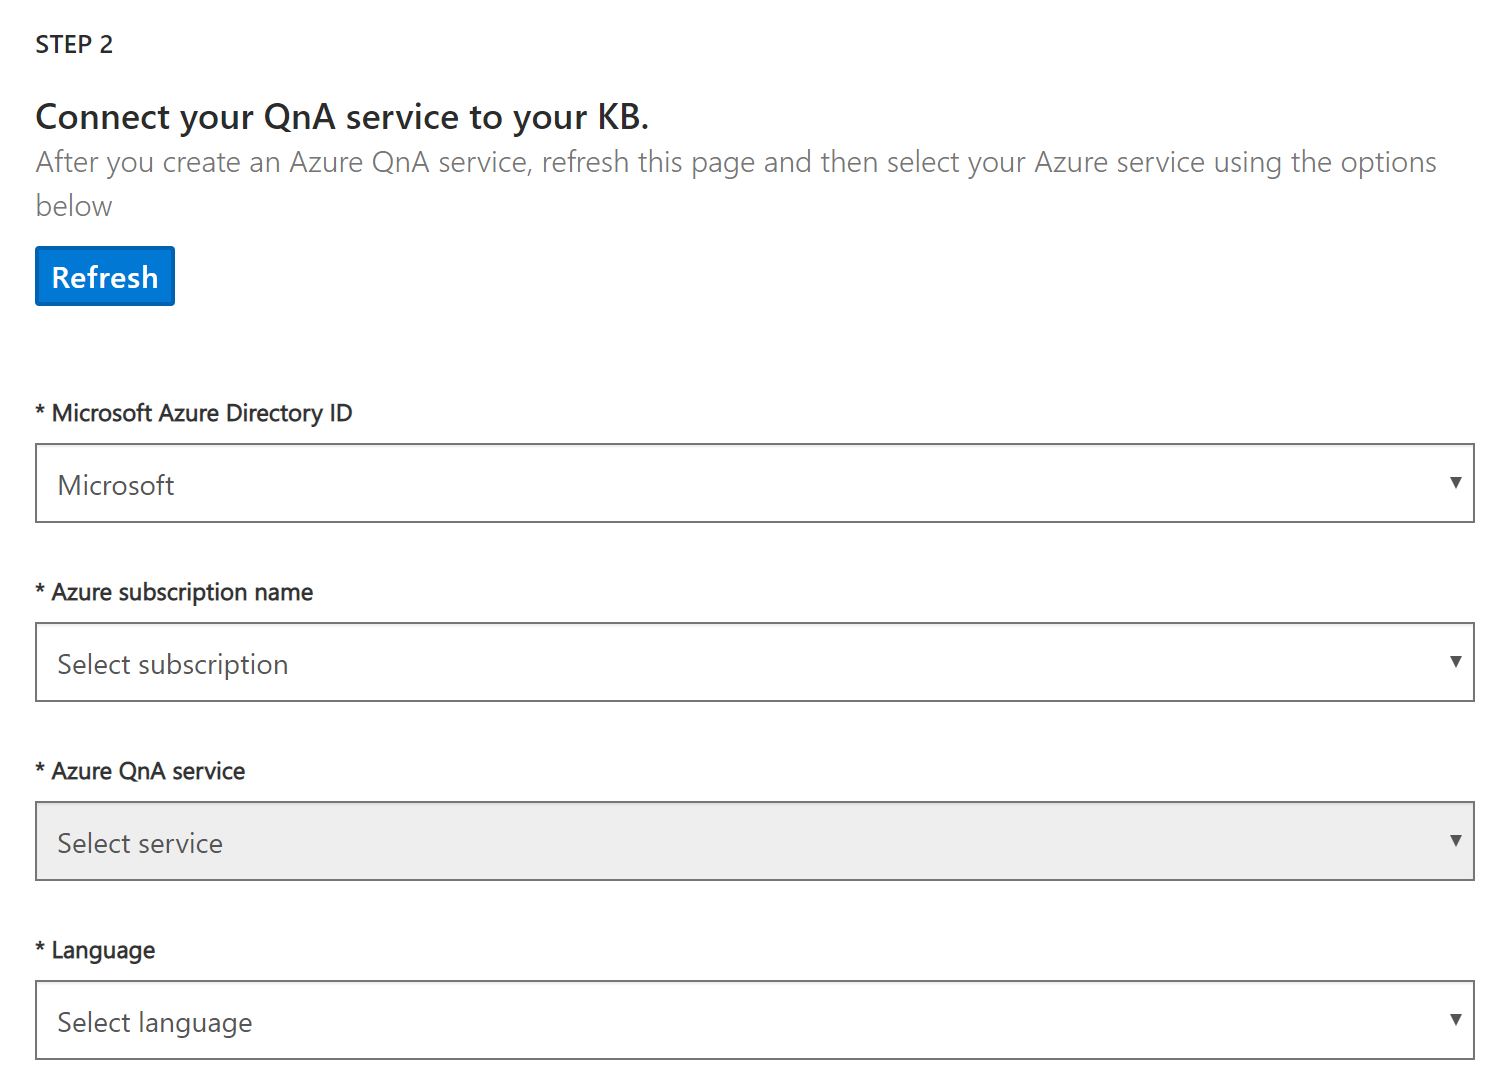 STEP 2
Connect your QnA service to your KB.
After you create an Azure QnA service, refresh this page and then select your Azure service using the options
below
Refresh
* Microsoft Azure Directory ID
Microsoft
* Azure subscription name
Select subscription
* Azure QnA service
Select service
* Language
Select language